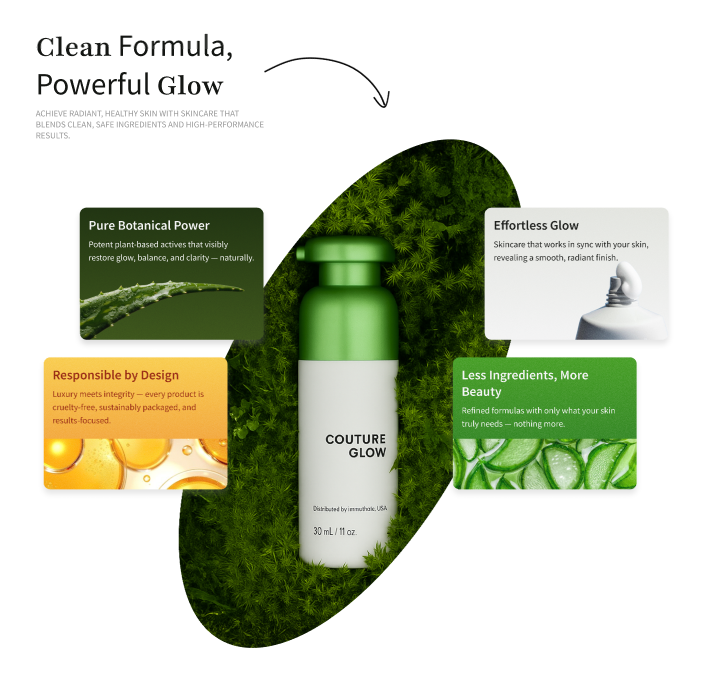 Clean Formula,
Powerful Glow
ACHIEVE RADIANT, HEALTHY SKIN WITH SKINCARE THAT
BLENDS CLEAN, SAFE INGREDIENTS AND HIGH-PERFORMANCE
RESULTS.
Pure Botanical Power
Potent plant-based actives that visibly
restore glow, balance, and clarity — naturally.
Effortless Glow
Skincare that works in sync with your skin,
revealing a smooth, radiant finish.
Responsible by Design
Luxury meets integrity — every product is
cruelty-free, sustainably packaged, and
results-focused.
Less Ingredients, More
Beauty
Refined formulas with only what your skin
truly needs — nothing more.
COUTURE
GLOW
Distributed by immutholic, USA
30 mL / 11 oz.